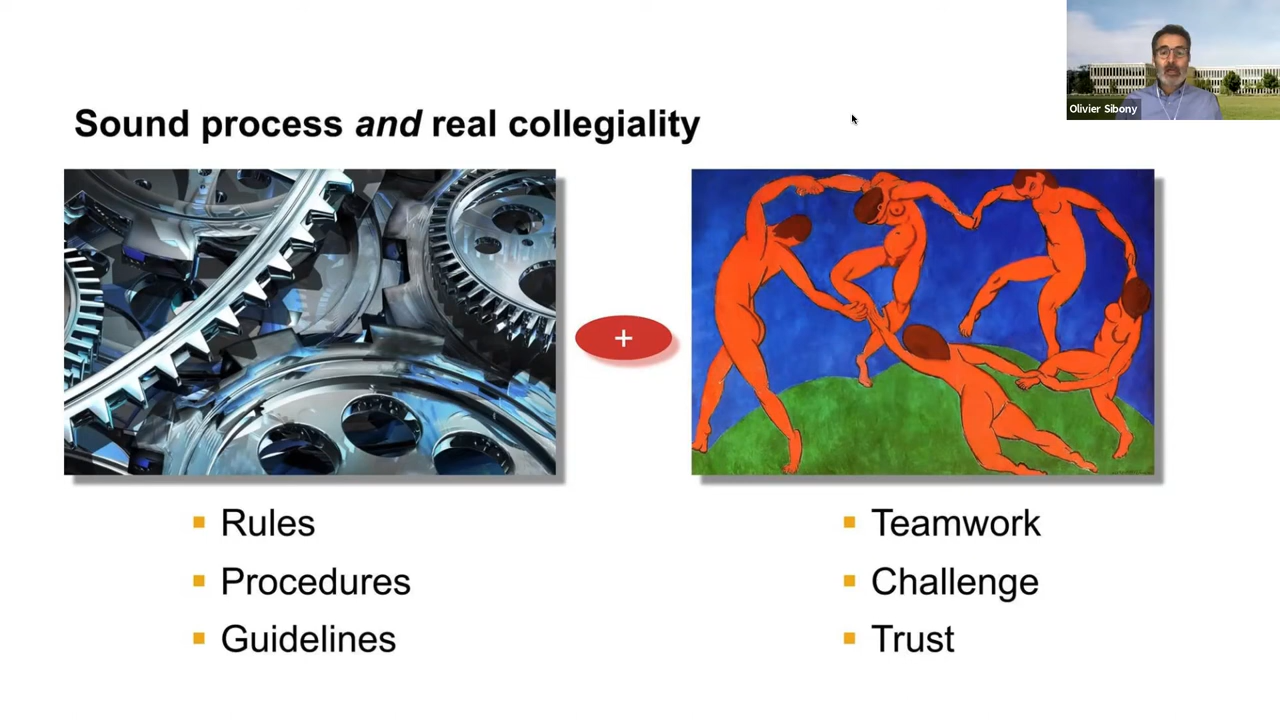 Olivier Sibony
Sound process and real collegiality
+
Rules
Procedures
Guidelines
Teamwork
Challenge
Trust